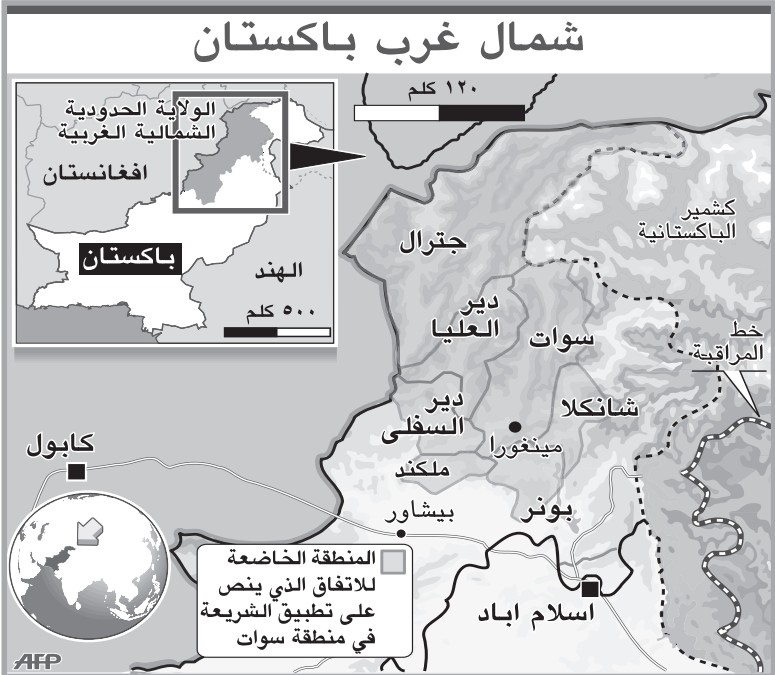 شمال غرب باكستان
١٢٠ كلم
الولاية الحدودية
الشمالية الغربية
افغانستان
باكستان
الهند
٥٠٠ كلم
كشمير
الباكستانية
جترال
دير
العليا
سوات
خط
المراقبة
شانكلا
دير
السفلى
مينغورا
كابول
ملكند
بونر
بيشاور
المنطقة الخاضعة
للاتفاق الذي ينص
على تطبيق الشريعة
في منطقة سوات
اسلام اباد
AFP